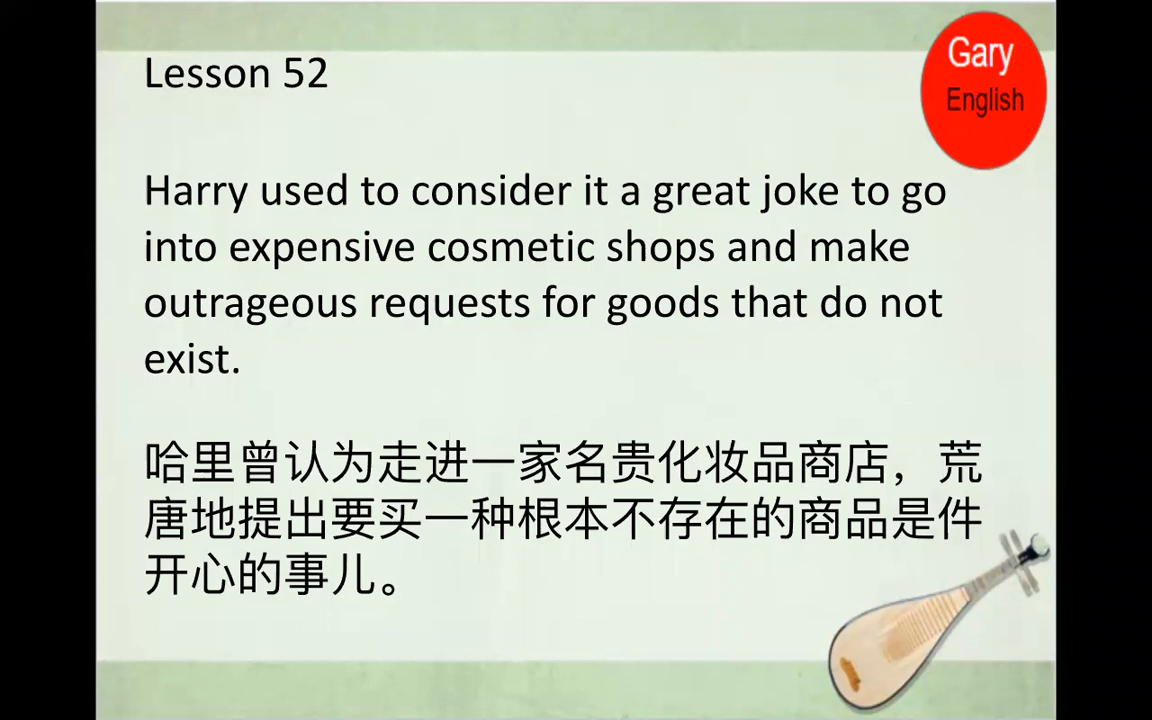 Gary
English
Lesson 52
Harry used to consider it a great joke to go
into expensive cosmetic shops and make
outrageous requests for goods that do not
exist.
哈里曾认为走进一家名贵化妆品商店，荒
唐地提出要买一种根本不存在的商品是件
开心的事儿。